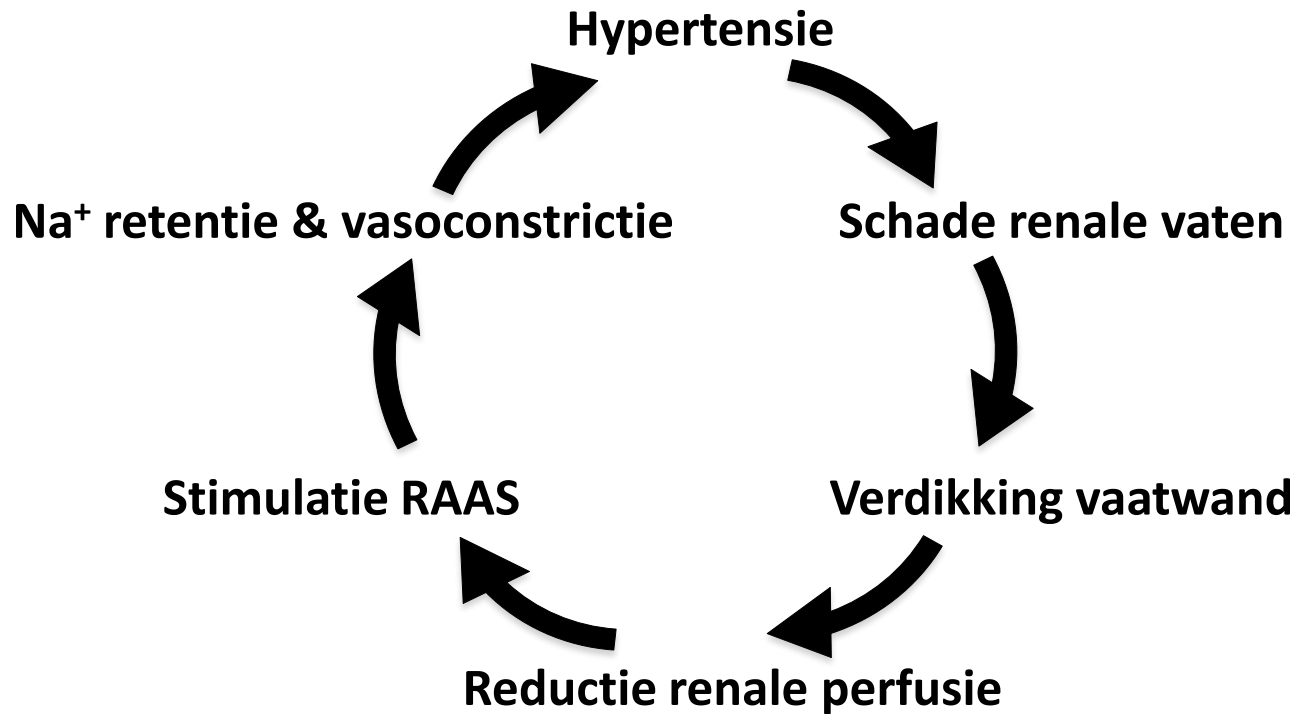 Hypertensie
Na⁺ retentie & vasoconstrictie
Schade renale vaten
Stimulatie RAAS
Verdikking vaatwand
Reductie renale perfusie